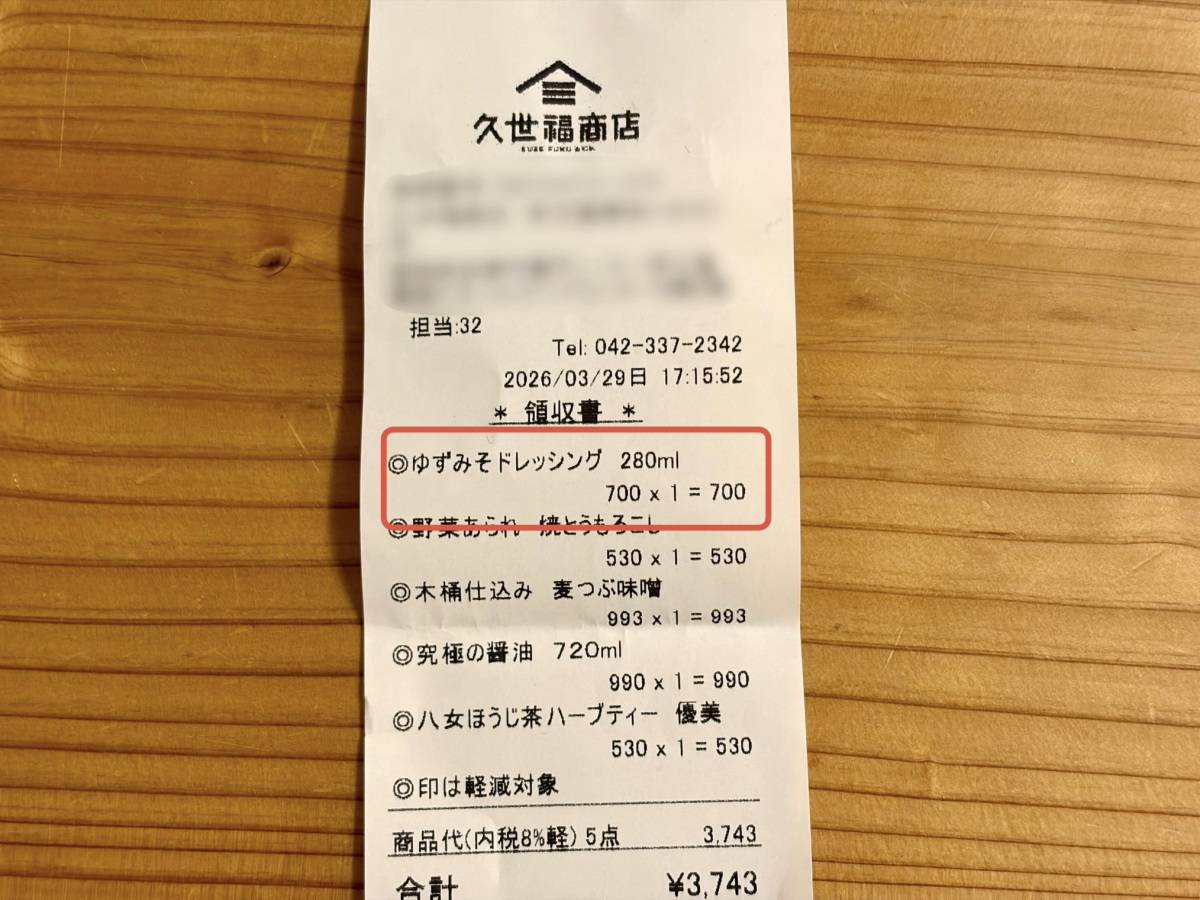 久世福商店
担当:32
Tel: 042-337-2342
2026/03/29日 17:15:52
* 領収書 *
◎ゆずみそドレッシング 280ml
700 x 1 = 700
◎野菜あられ 焼とうもろこし
530 x 1 = 530
◎木桶仕込み 麦つぶ味噌
993 x 1 = 993
◎究極の醤油 720ml
990 x 1 = 990
◎八女ほうじ茶ハーブティー 優美
530 x 1 = 530
◎印は軽減対象
商品代(内税8%軽) 5点 3,743
合計 ¥3,743